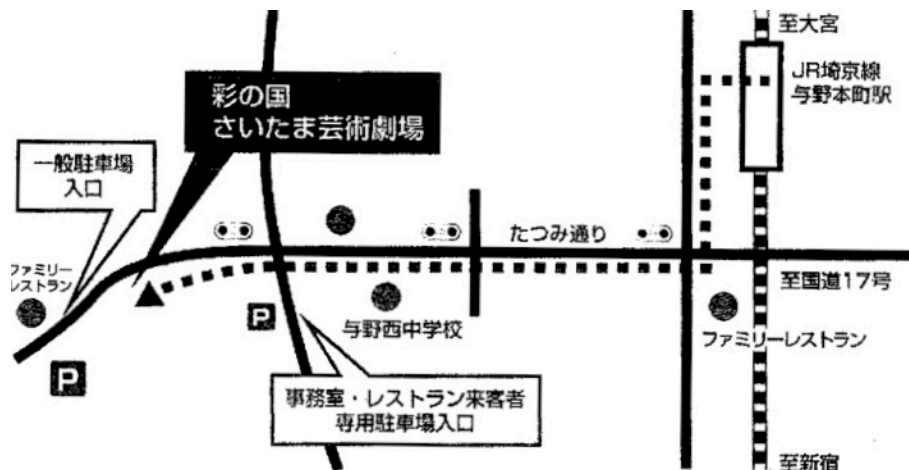 至大宮
JR埼京線
与野本町駅
彩の国
さいたま芸術劇場
一般駐車場
入口
たつみ通り
ファミリー
レストラン
至国道17号
P
与野西中学校
ファミリーレストラン
P
事務室・レストラン来客者
専用駐車場入口
至新宿